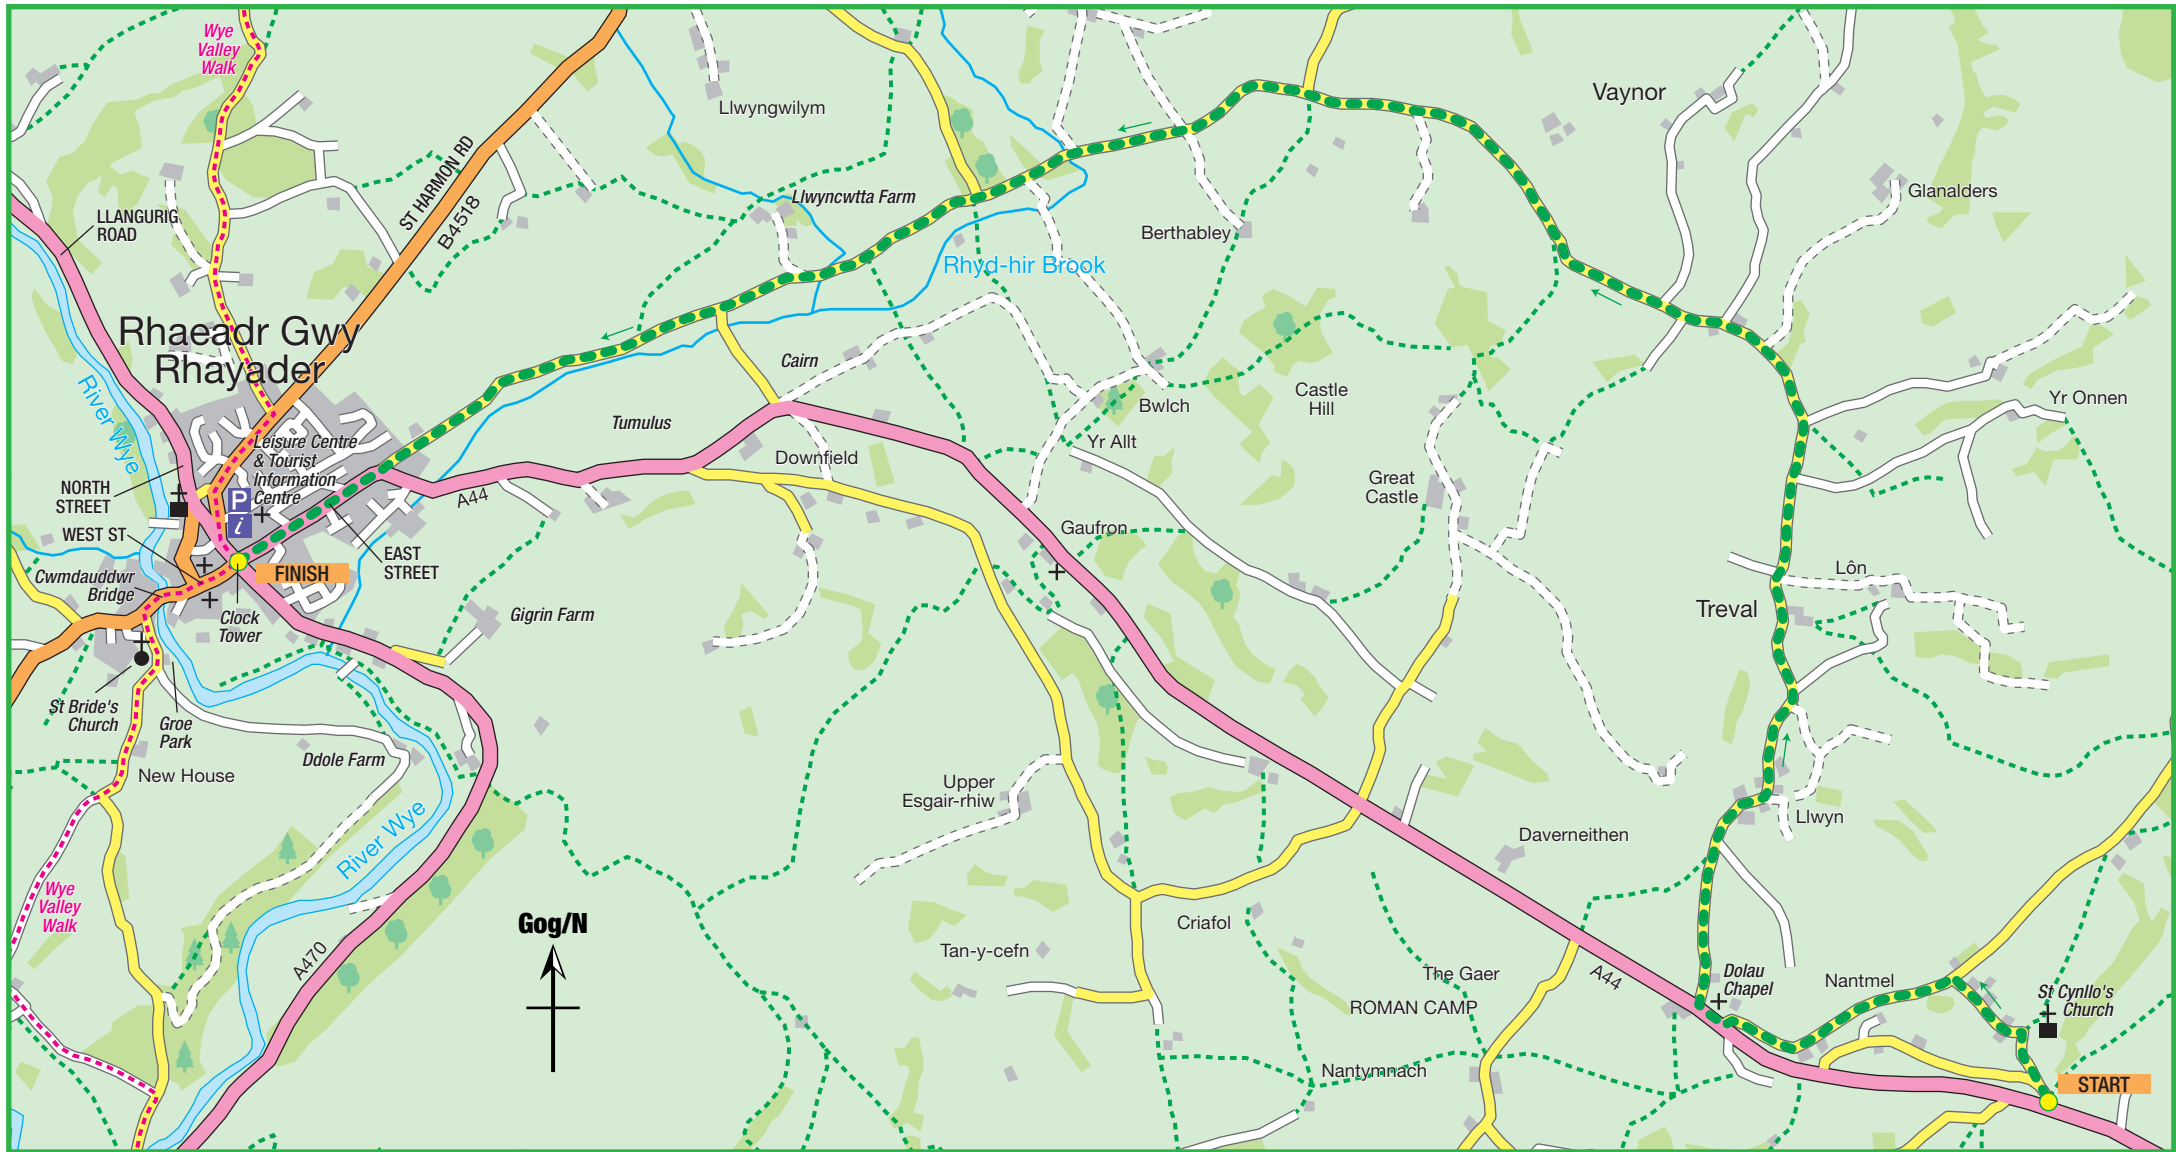 Wye
Valley
Walk
LLANGURIG
ROAD
ST HARMON RD
B4518
Llwyngwilym
Llwyncwtta Farm
Vaynor
Glanalders
Berthabley
Rhyd-hir Brook
Rhaeadr Gwy
Rhayader
River Wye
Cairn
Tumulus
Castle
Hill
Bwlch
Yr Allt
Yr Onnen
Leisure Centre
& Tourist
Information
Centre
P
i
NORTH
STREET
WEST ST
A44
Downfield
Great
Castle
Gaufron
EAST
STREET
FINISH
Cwmdauddwr
Bridge
Clock
Tower
Gigrin Farm
Lôn
Treval
St Bride's
Church
Groe
Park
New House
Ddole Farm
River Wye
Upper
Esgair-rhiw
Llwyn
Daverneithen
Wye
Valley
Walk
A470
Gog/N
Criafol
Tan-y-cefn
The Gaer
ROMAN CAMP
A44
Dolau
Chapel
Nantmel
St Cynllo's
Church
Nantymnach
START